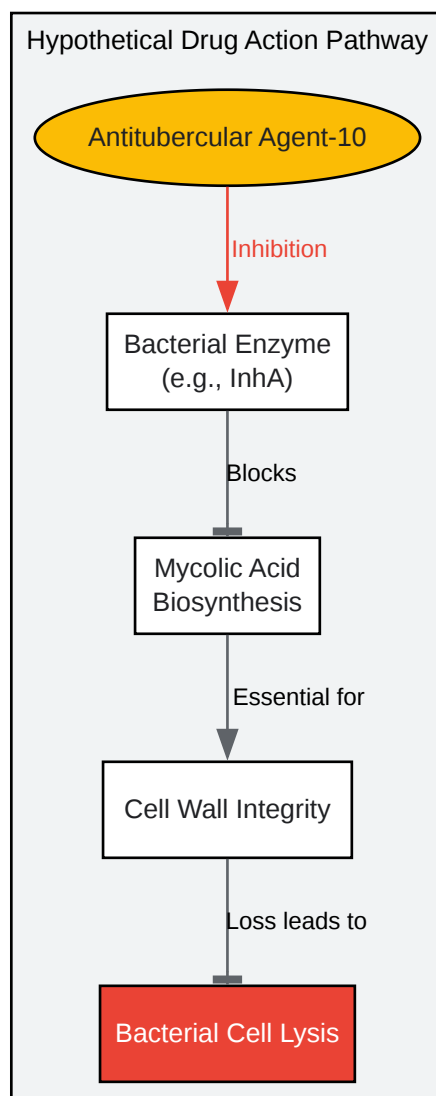 Hypothetical Drug Action Pathway
Antitubercular Agent-10
Inhibition
Bacterial Enzyme
(e.g., InhA)
Blocks
Mycolic Acid
Biosynthesis
Essential for
Cell Wall Integrity
Loss leads to
Bacterial Cell Lysis